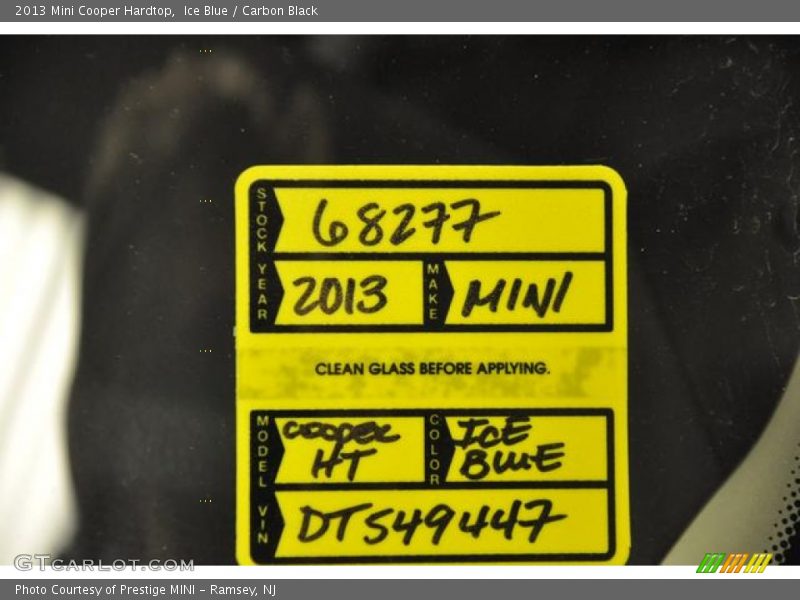 2013 Mini Cooper Hardtop,  Ice Blue / Carbon Black
STOCK 68277
YEAR 2013 MAKE MINI
CLEAN GLASS BEFORE APPLYING.
MODEL COOPER HT COLOR ICE BLUE
VIN DT549447
GTCARLOT.COM
Photo Courtesy of Prestige MINI – Ramsey, NJ